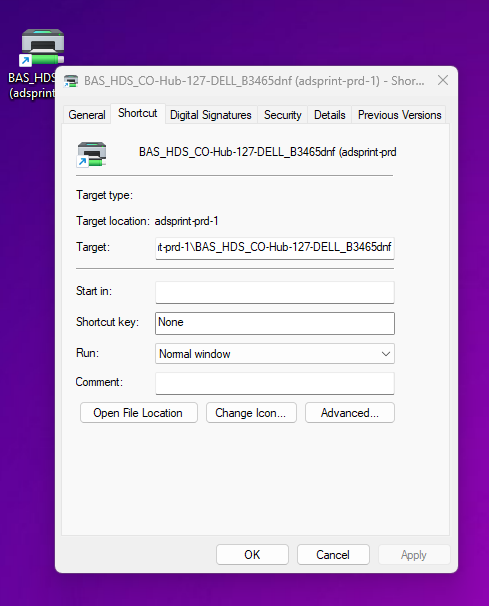 BAS_HDS
(adsprint
BAS_HDS_CO-Hub-127-DELL_B3465dnf (adsprint-prd-1) - Shor...
General Shortcut Digital Signatures Security Details Previous Versions
BAS_HDS_CO-Hub-127-DELL_B3465dnf (adsprint-prd
Target type:
Target location: adsprint-prd-1
Target: t-prd-1\BAS_HDS_CO-Hub-127-DELL_B3465dnf
Start in:
Shortcut key: None
Run: Normal window
Comment:
Open File Location Change Icon... Advanced...
OK Cancel Apply